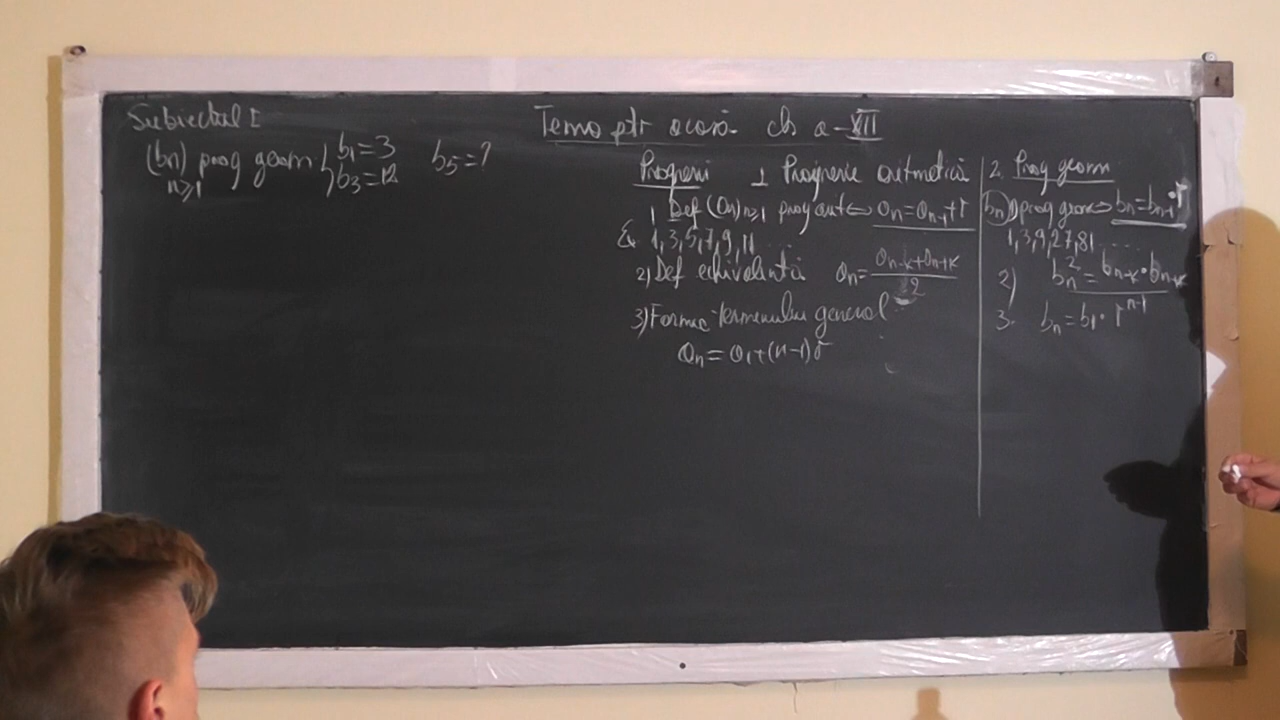 Subiectul I
(bn) n≥1 prog geom b1=3 b3=12 b5=?
Tema ptr acasă cls a-XII
Progresii 1 Progresie aritmetică
1 Def (an)n≥1 prog arit ⇔ an=an-1+r
Ex 1,3,5,7,9,11 ....
2) Def echivalentă an= (an-k+an+k)/2
3) Forma termenului general
an=a1+(n-1)r
2. Prog geom
(bn) prog geom ⇔ bn=bn-1·r
1,3,9,27,81 .....
2) bn²=bn-k·bn+k
3. bn=b1·r^n-1